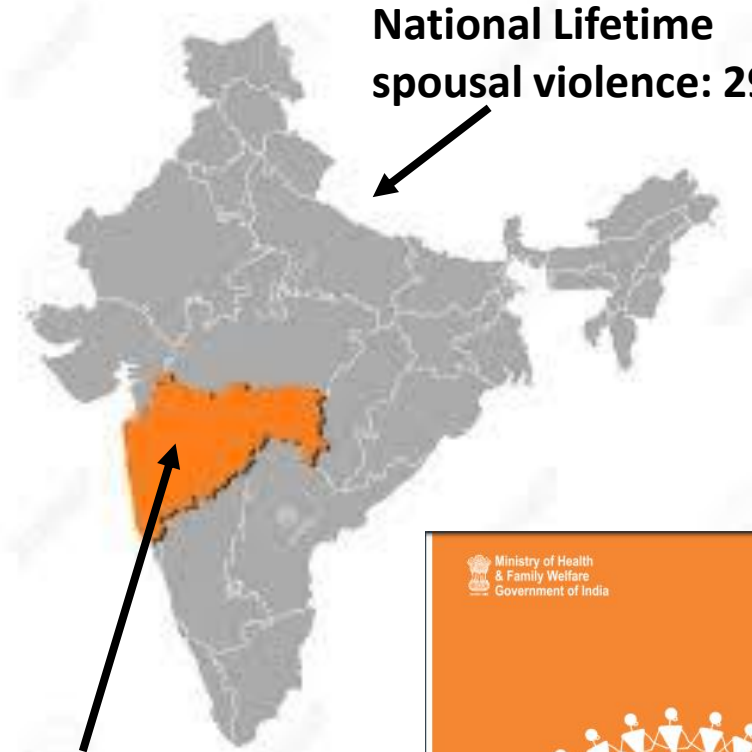 National Lifetime
spousal violence: 29
Ministry of Health
& Family Welfare
Government of India